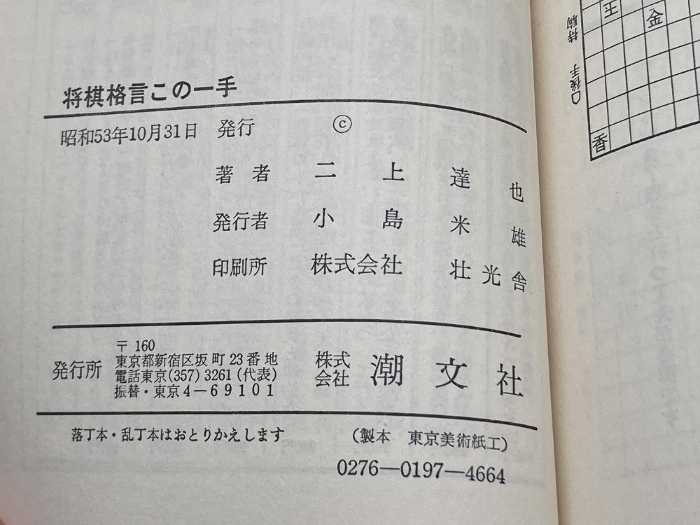 将棋格言この一手
昭和53年10月31日 発行 ⓒ
著者 二上達也
発行者 小島米雄
印刷所 株式会社 壮光舎
発行所
〒160
東京都新宿区坂町23番地
電話東京(357)3261(代表)
振替・東京4―69101
株式会社 潮文社
落丁本・乱丁本はおとりかえします
(製本 東京美術紙工)
0276―0197―4664
玉
金
香
▢後手 持駒